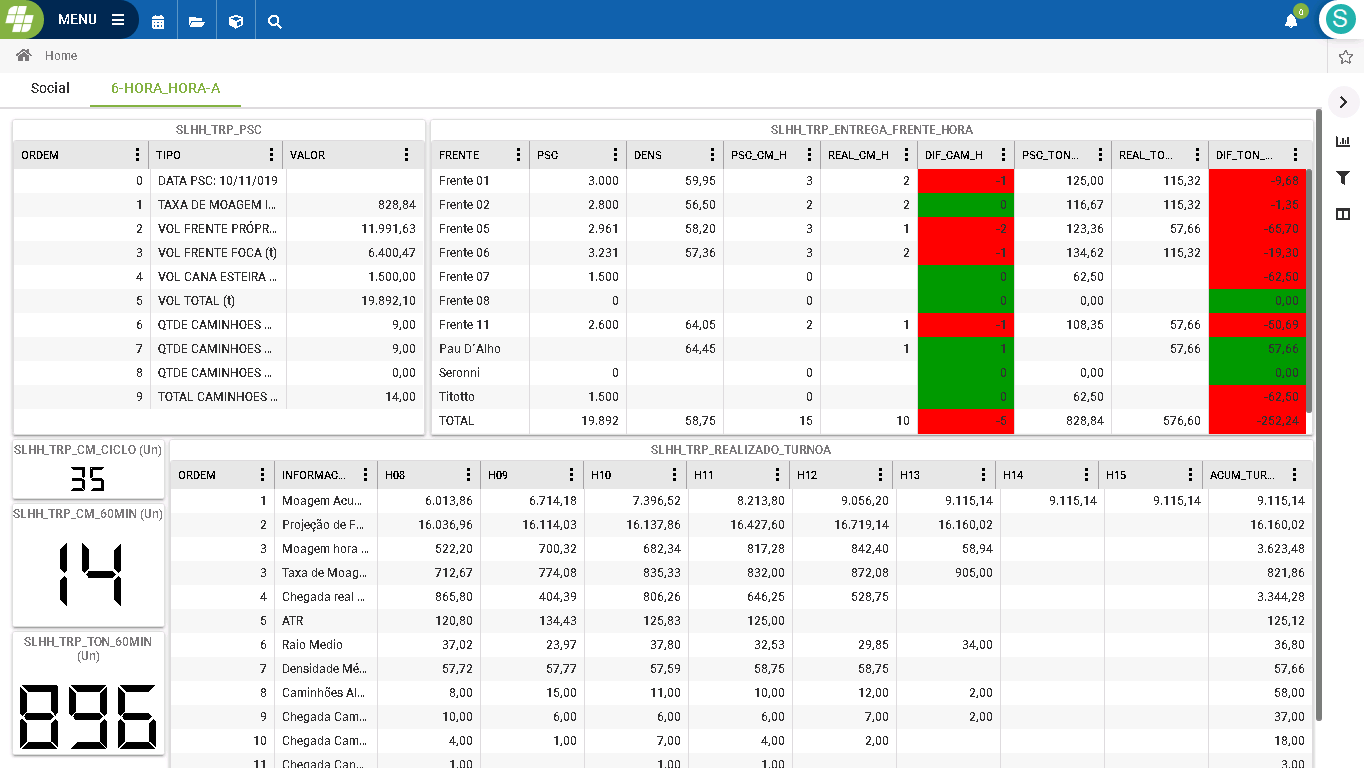 MENU
0
S
Home
Social 6-HORA_HORA-A
SLHH_TRP_PSC
ORDEM TIPO VALOR
0 DATA PSC: 10/11/019
1 TAXA DE MOAGEM I... 828,84
2 VOL FRENTE PRÓPR... 11.991,63
3 VOL FRENTE FOCA (t) 6.400,47
4 VOL CANA ESTEIRA ... 1.500,00
5 VOL TOTAL (t) 19.892,10
6 QTDE CAMINHOES ... 9,00
7 QTDE CAMINHOES ... 9,00
8 QTDE CAMINHOES ... 0,00
9 TOTAL CAMINHOES ... 14,00
SLHH_TRP_ENTREGA_FRENTE_HORA
FRENTE PSC DENS PSC_CM_H REAL_CM_H DIF_CAM_H PSC_TON... REAL_TO... DIF_TON_...
Frente 01 3.000 59,95 3 2 -1 125,00 115,32 -9,68
Frente 02 2.800 56,50 2 2 0 116,67 115,32 -1,35
Frente 05 2.961 58,20 3 1 -2 123,36 57,66 -65,70
Frente 06 3.231 57,36 3 2 -1 134,62 115,32 -19,30
Frente 07 1.500 0 0 62,50 -62,50
Frente 08 0 0 0 0,00 0,00
Frente 11 2.600 64,05 2 1 -1 108,35 57,66 -50,69
Pau D´Alho 64,45 1 1 57,66 57,66
Seronni 0 0 0,00 0,00
Titotto 1.500 0 0 62,50 -62,50
TOTAL 19.892 58,75 15 10 -5 828,84 576,60 -252,24
SLHH_TRP_CM_CICLO (Un)
35
SLHH_TRP_CM_60MIN (Un)
14
SLHH_TRP_TON_60MIN
(Un)
896
SLHH_TRP_REALIZADO_TURNOA
ORDEM INFORMAC... H08 H09 H10 H11 H12 H13 H14 H15 ACUM_TUR...
1 Moagem Acu... 6.013,86 6.714,18 7.396,52 8.213,80 9.056,20 9.115,14 9.115,14 9.115,14 9.115,14
2 Projeção de F... 16.036,96 16.114,03 16.137,86 16.427,60 16.719,14 16.160,02 16.160,02
3 Moagem hora ... 522,20 700,32 682,34 817,28 842,40 58,94 3.623,48
3 Taxa de Moag... 712,67 774,08 835,33 832,00 872,08 905,00 821,86
4 Chegada real ... 865,80 404,39 806,26 646,25 528,75 3.344,28
5 ATR 120,80 134,43 125,83 125,00 125,12
6 Raio Medio 37,02 23,97 37,80 32,53 29,85 34,00 36,80
7 Densidade Mé... 57,72 57,77 57,59 58,75 58,75 57,66
8 Caminhões Al... 8,00 15,00 11,00 10,00 12,00 2,00 58,00
9 Chegada Cam... 10,00 6,00 6,00 6,00 7,00 2,00 37,00
10 Chegada Cam... 4,00 1,00 7,00 4,00 2,00 18,00
11 Chegada Can... 1,00 1,00 1,00 3,00